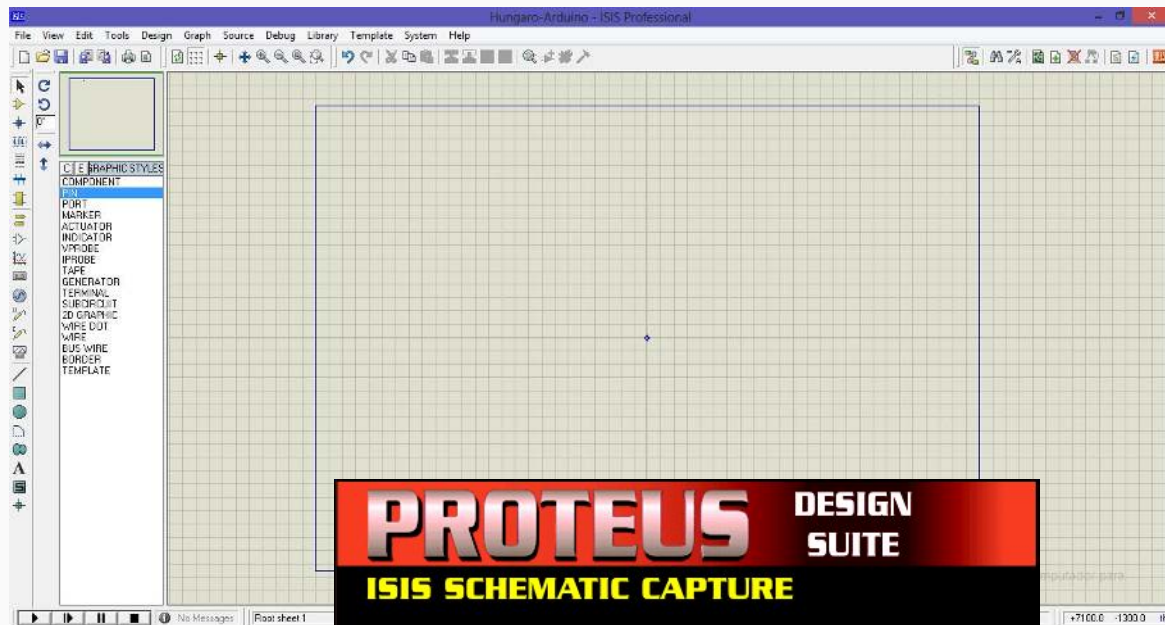 Hungaro-Arduino - ISIS Professional
File View Edit Tools Design Graph Source Debug Library Template System Help
0°
C E GRAPHIC STYLES
COMPONENT
PIN
PORT
MARKER
ACTUATOR
INDICATOR
VPROBE
IPROBE
TAPE
GENERATOR
TERMINAL
SUBCIRCUIT
2D GRAPHIC
WIRE DOT
WIRE
BUS WIRE
BORDER
TEMPLATE
PROTEUS DESIGN
SUITE
ISIS SCHEMATIC CAPTURE
para
No Messages Root sheet 1 +7100.0 -1300.0